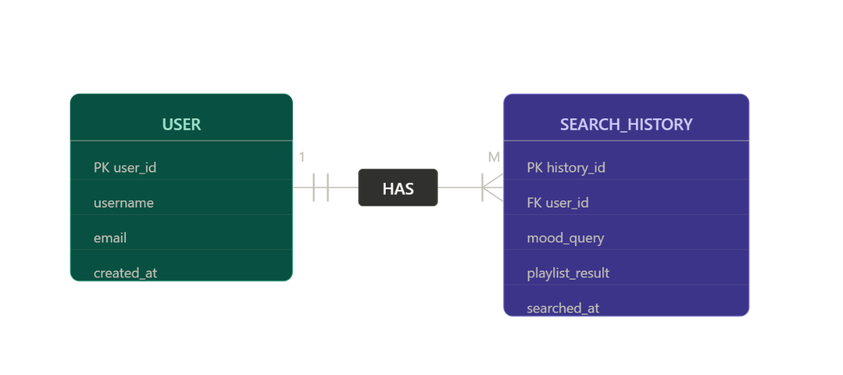 USER
PK user_id
username
email
created_at
1
HAS
M
SEARCH_HISTORY
PK history_id
FK user_id
mood_query
playlist_result
searched_at